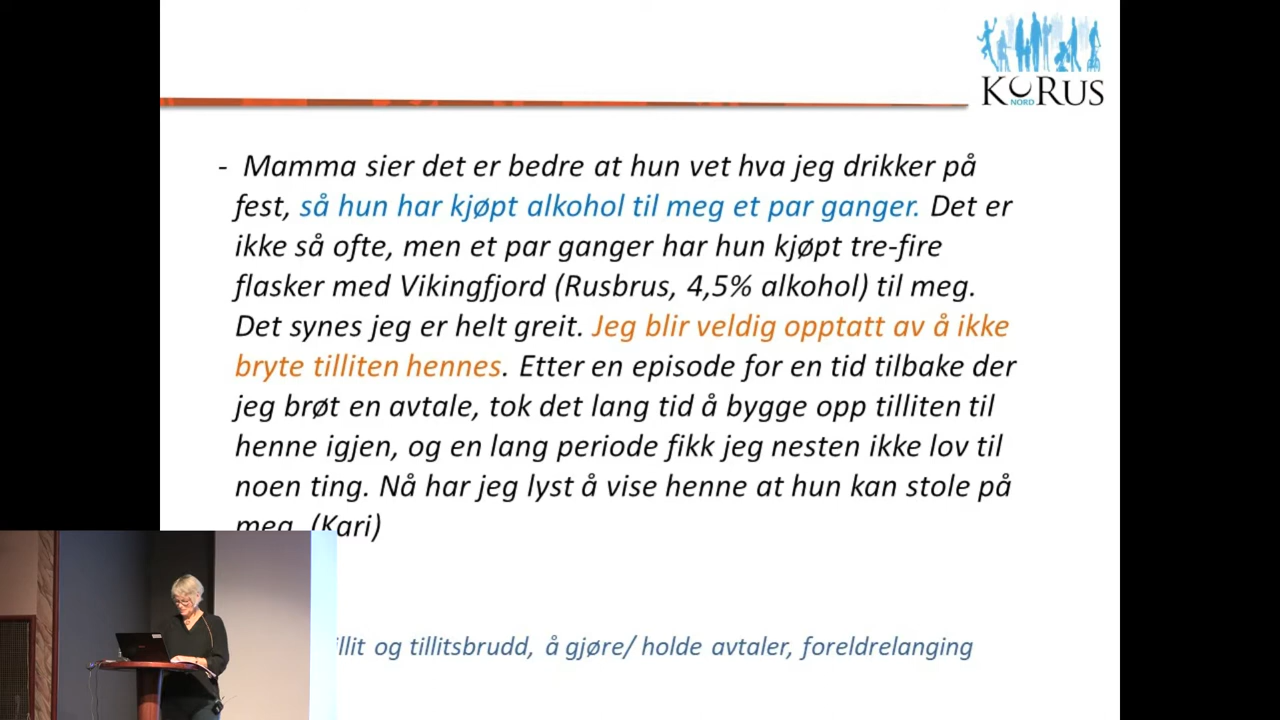 KoRUS
NORD
- Mamma sier det er bedre at hun vet hva jeg drikker på
fest, så hun har kjøpt alkohol til meg et par ganger. Det er
ikke så ofte, men et par ganger har hun kjøpt tre-fire
flasker med Vikingfjord (Rusbrus, 4,5% alkohol) til meg.
Det synes jeg er helt greit. Jeg blir veldig opptatt av å ikke
bryte tilliten hennes. Etter en episode for en tid tilbake der
jeg brøt en avtale, tok det lang tid å bygge opp tilliten til
henne igjen, og en lang periode fikk jeg nesten ikke lov til
noen ting. Nå har jeg lyst å vise henne at hun kan stole på
meg. (Kari)
og tillitsbrudd, å gjøre/ holde avtaler, foreldrelanging